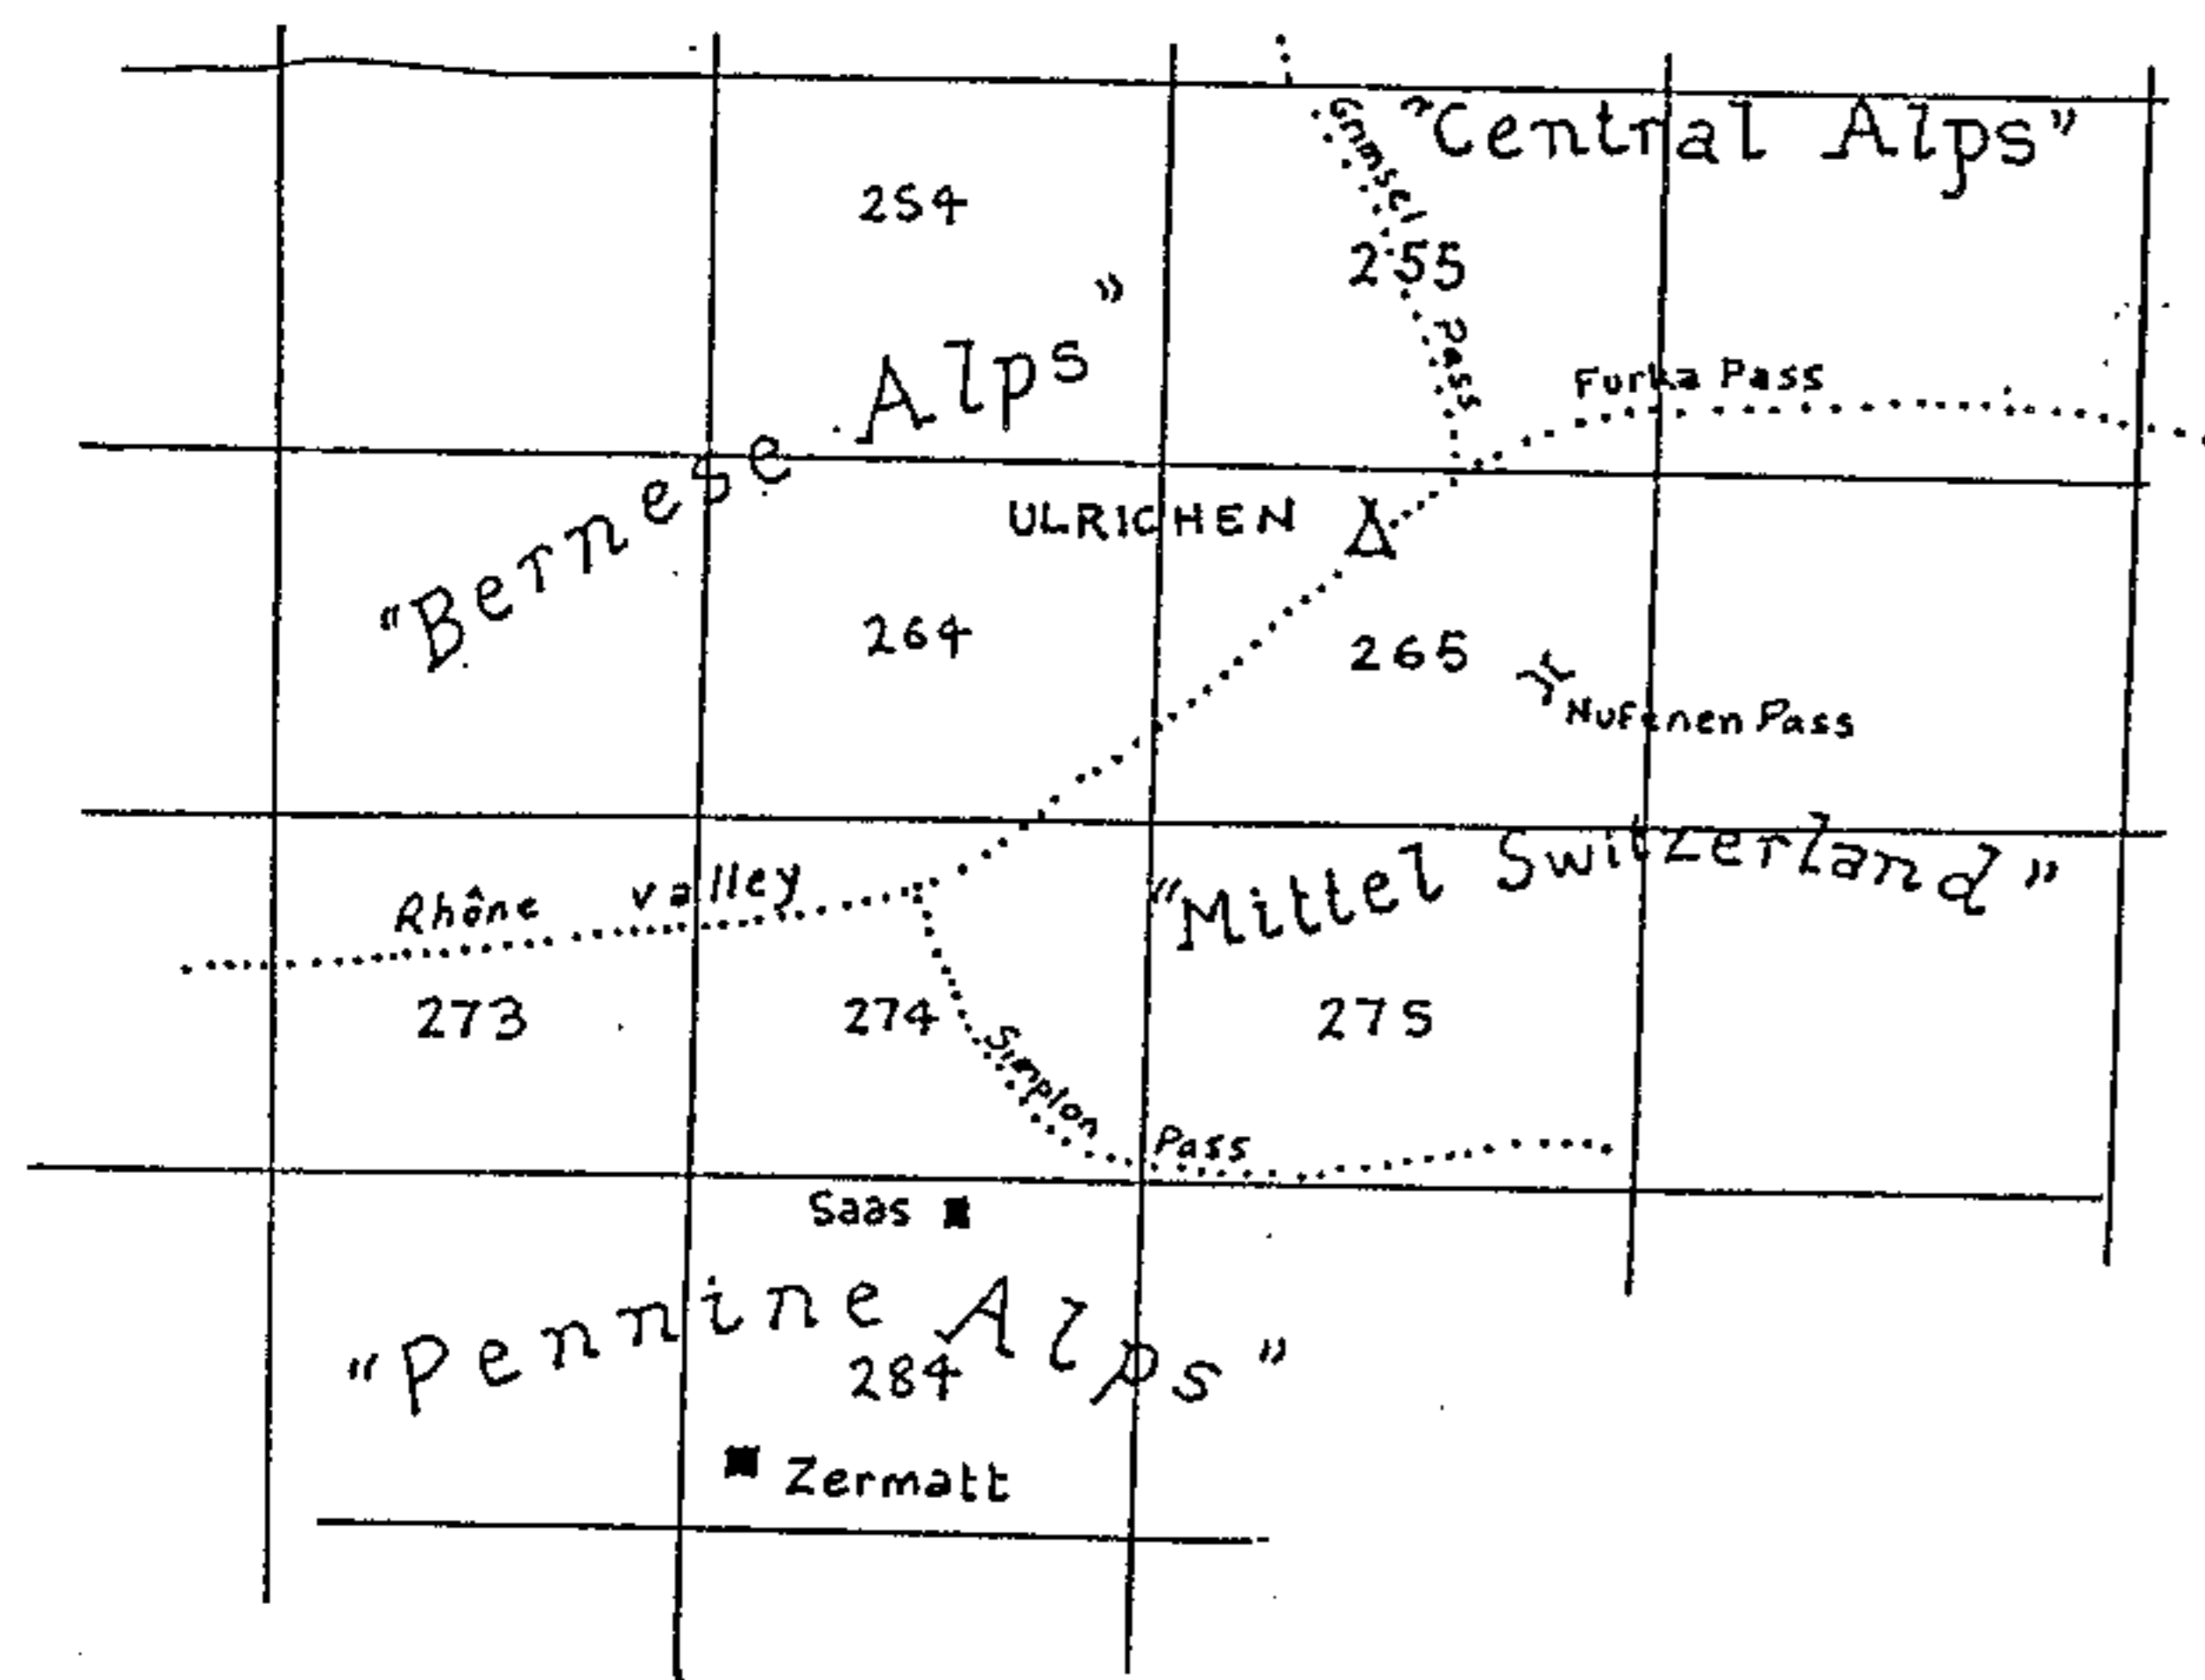 "Central Alps"
Grimsel Pass
254
255
Furka Pass
"Bernese Alps"
ULRICHEN
264
265
Nufenen Pass
"Mittel Switzerland"
Rhône valley
273
274
275
Simplon Pass
Saas
"Pennine Alps"
284
Zermatt